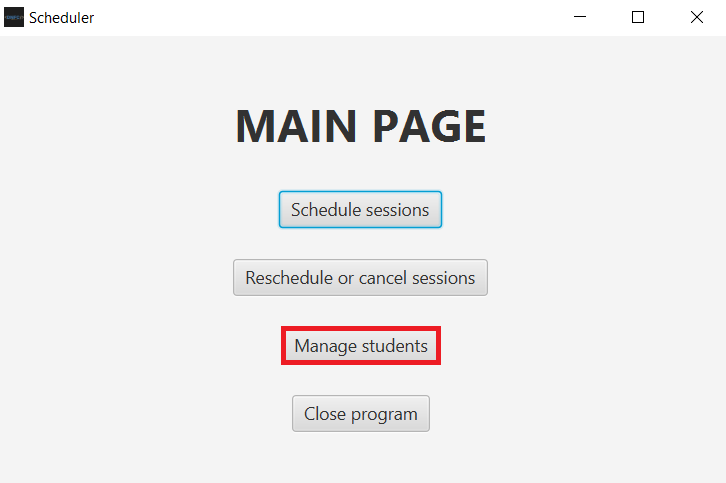 Scheduler
MAIN PAGE
Schedule sessions
Reschedule or cancel sessions
Manage students
Close program